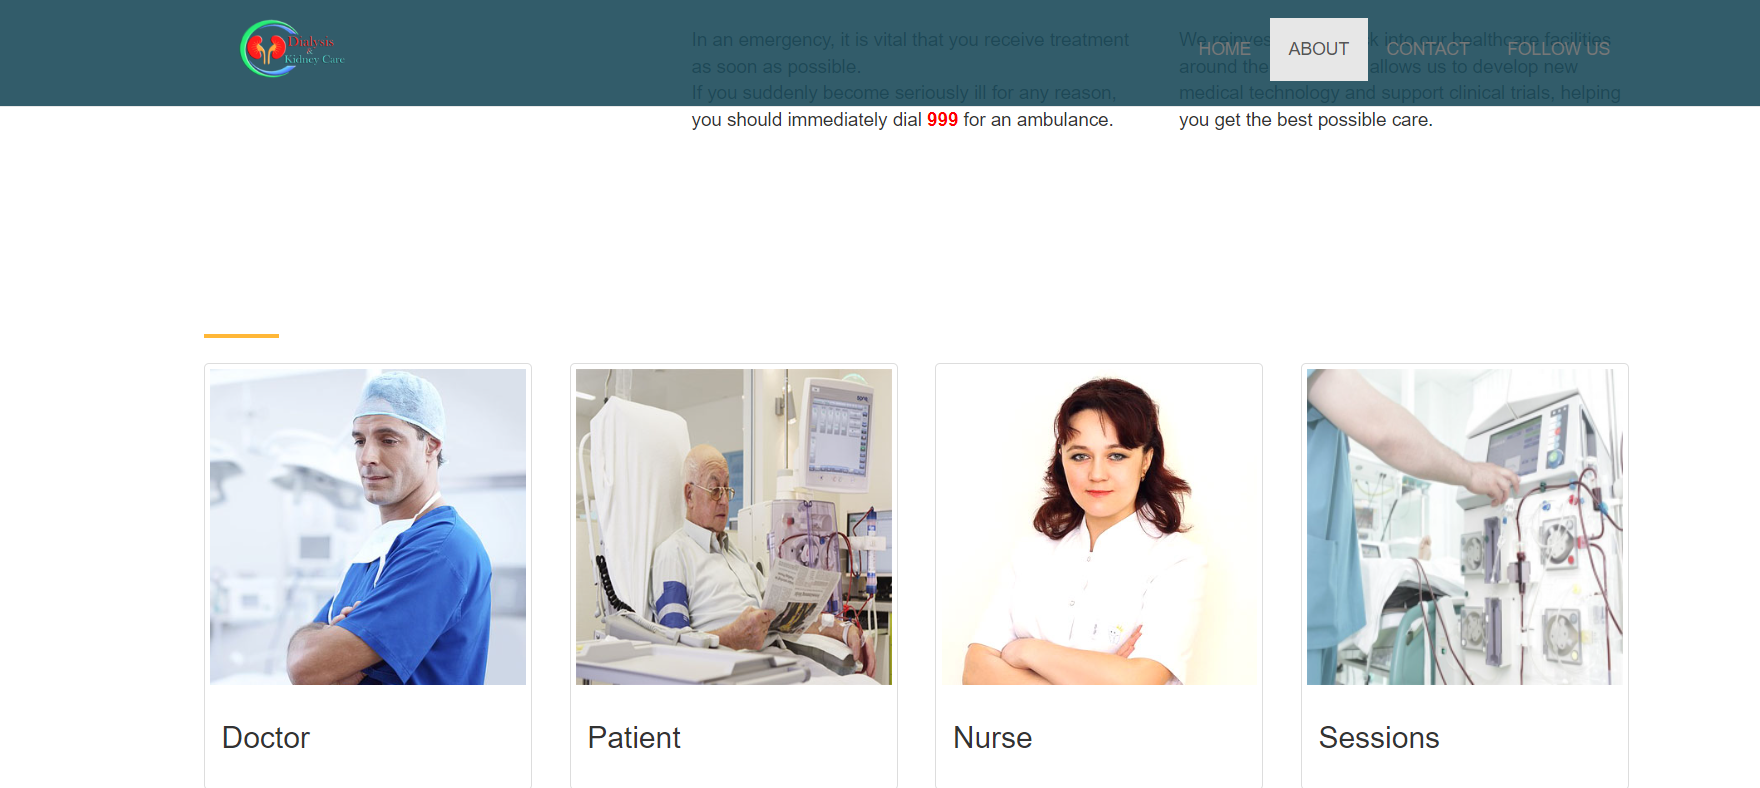 Dialysis
&
Kidney Care
HOME
ABOUT
CONTACT
FOLLOW US
In an emergency, it is vital that you receive treatment
as soon as possible.
If you suddenly become seriously ill for any reason,
you should immediately dial 999 for an ambulance.
We reinves k into our healthcare facilities
around the allows us to develop new
medical technology and support clinical trials, helping
you get the best possible care.
Doctor
Patient
Nurse
Sessions